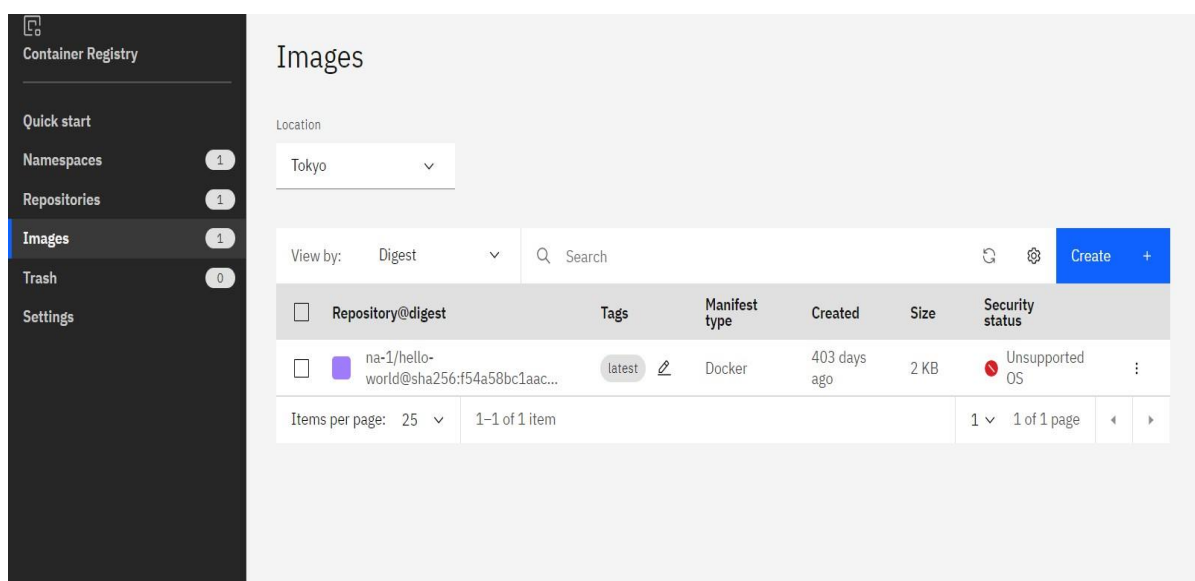 Container Registry
Quick start
Namespaces 1
Repositories 1
Images 1
Trash 0
Settings
Images
Location
Tokyo
View by: Digest Search Create +
Repository@digest Tags Manifest type Created Size Security status
na-1/hello-
world@sha256:f54a58bc1aac... latest Docker 403 days ago 2 KB Unsupported OS
Items per page: 25 1–1 of 1 item 1 1 of 1 page